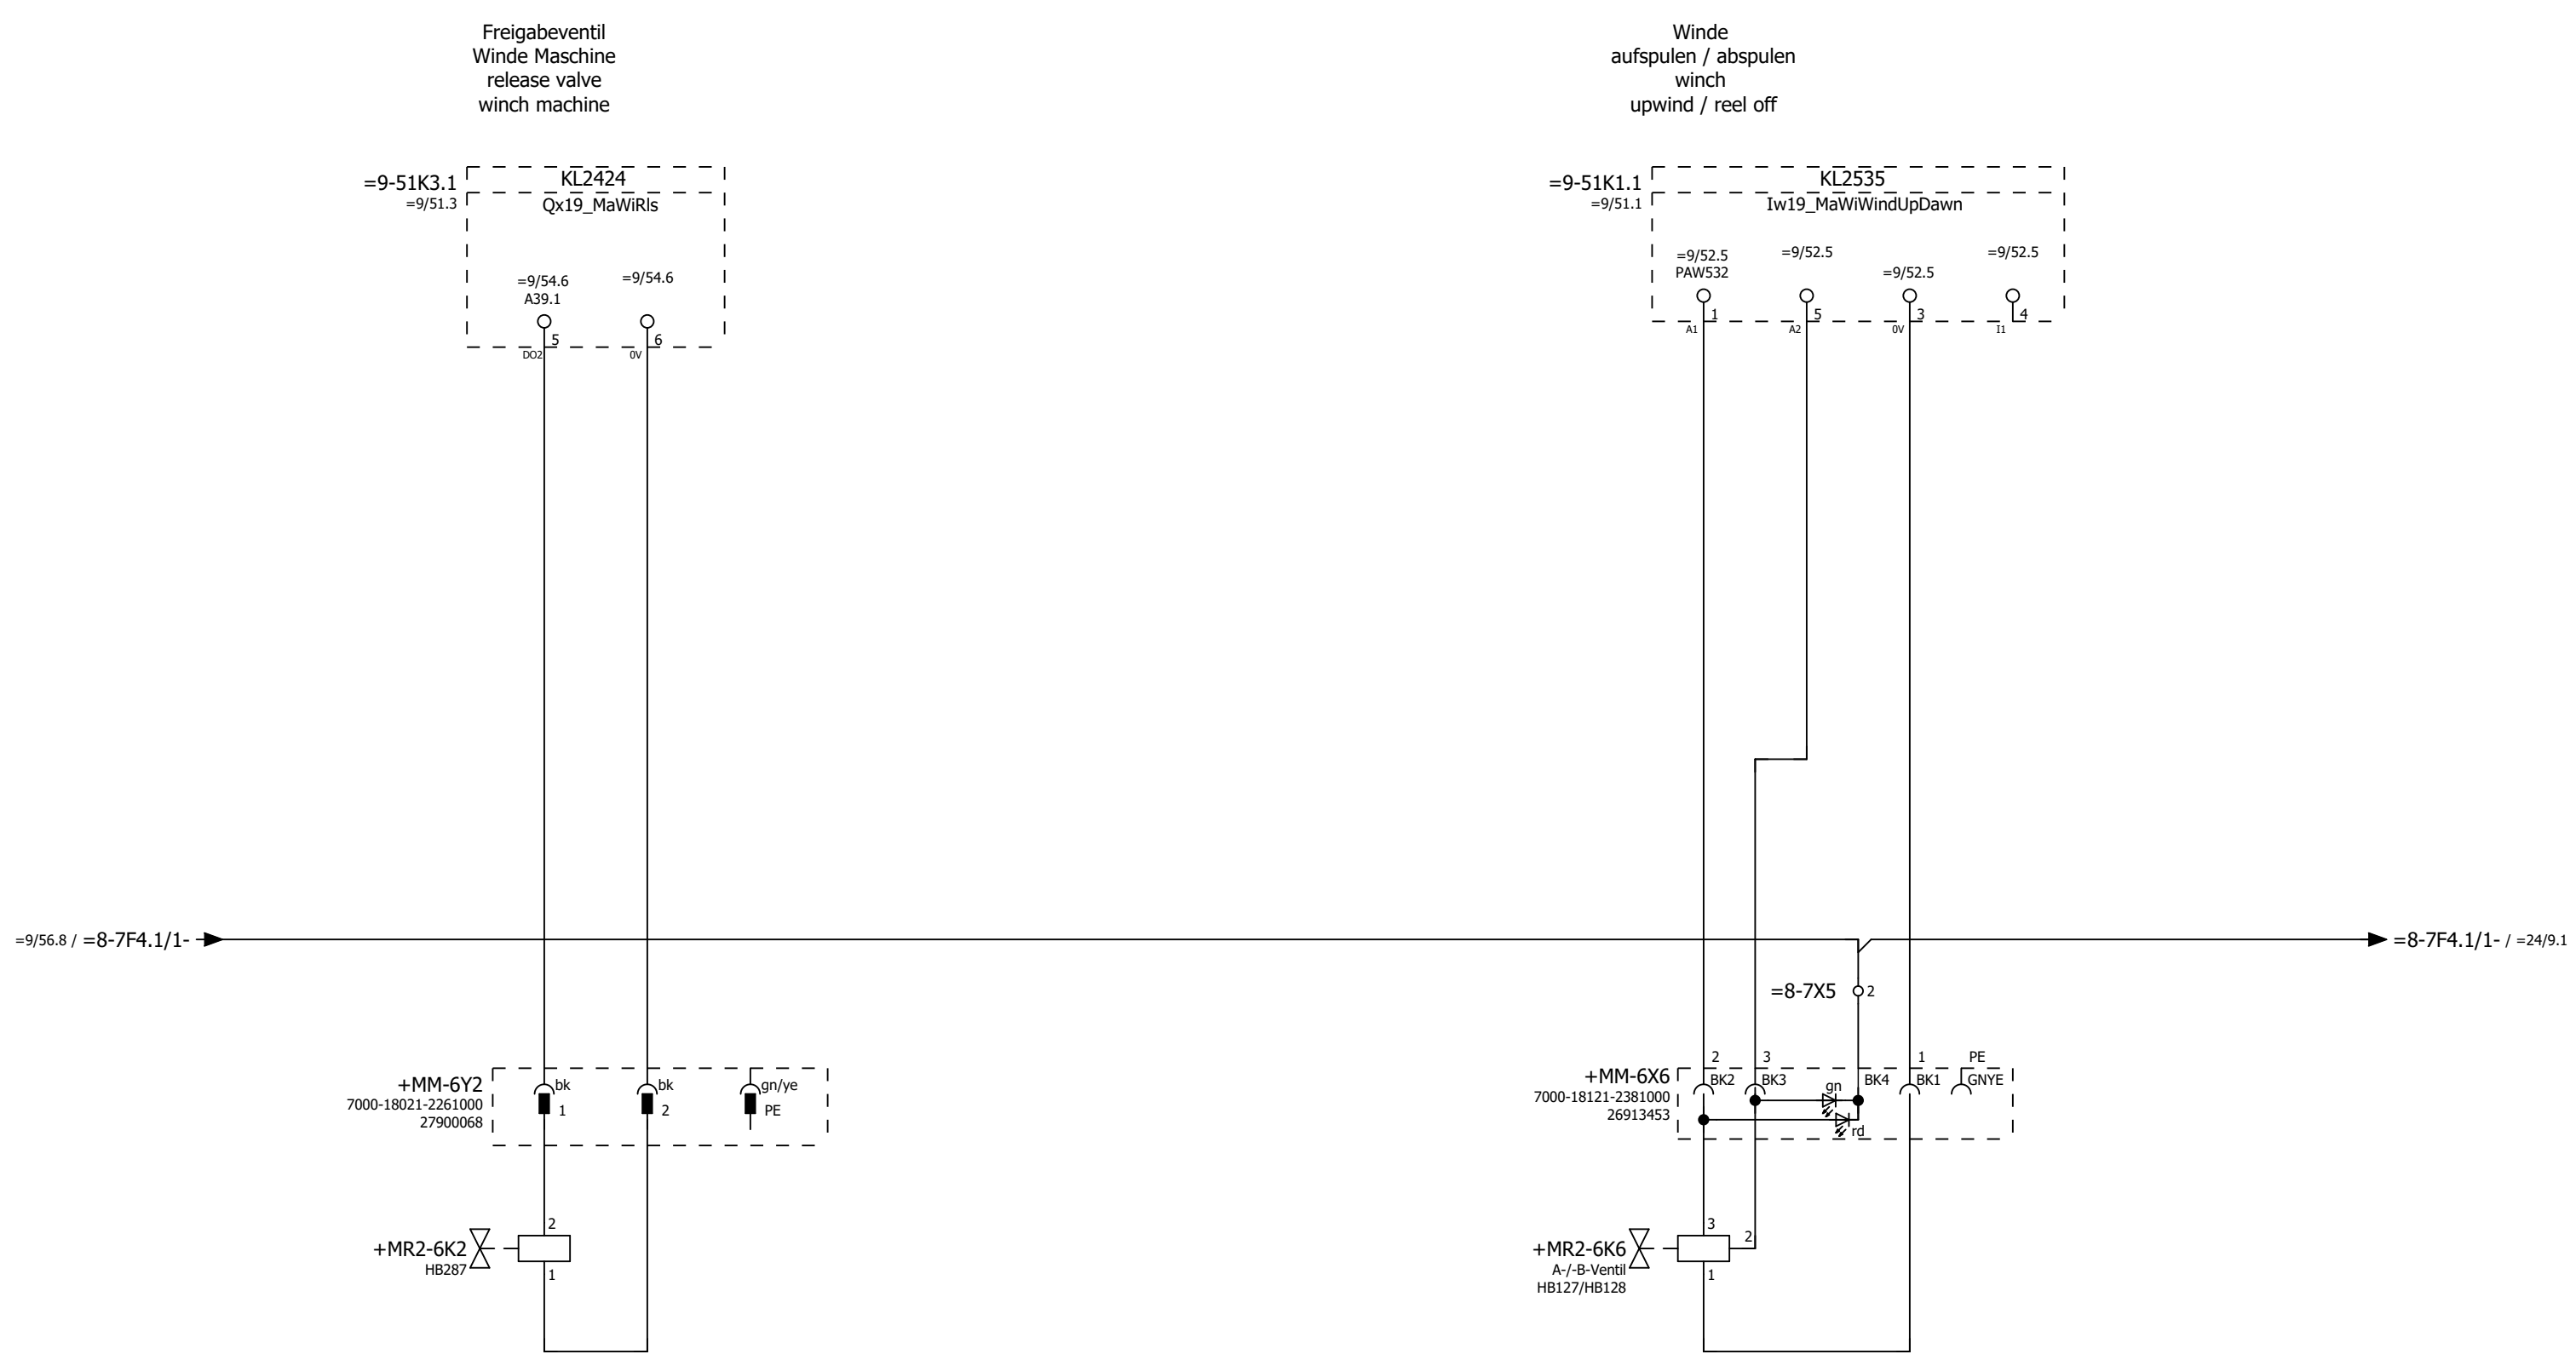 Freigabeventil
Winde Maschine
release valve
winch machine
Winde
aufspulen / abspulen
winch
upwind / reel off
=9-51K3.1
=9/51.3
KL2424
Qx19_MaWiRls
=9/54.6
A39.1
=9/54.6
5
DO2
6
0V
=9-51K1.1
=9/51.1
KL2535
Iw19_MaWiWindUpDawn
=9/52.5
PAW532
=9/52.5
=9/52.5
=9/52.5
1
A1
5
A2
3
0V
4
I1
=9/56.8 / =8-7F4.1/1-
=8-7F4.1/1- / =24/9.1
=8-7X5
2
+MM-6Y2
7000-18021-2261000
27900068
bk
1
bk
2
gn/ye
PE
+MM-6X6
7000-18121-2381000
26913453
2
BK2
3
BK3
gn
rd
BK4
1
BK1
PE
GNYE
+MR2-6K2
HB287
2
1
+MR2-6K6
A-/-B-Ventil
HB127/HB128
3
2
1